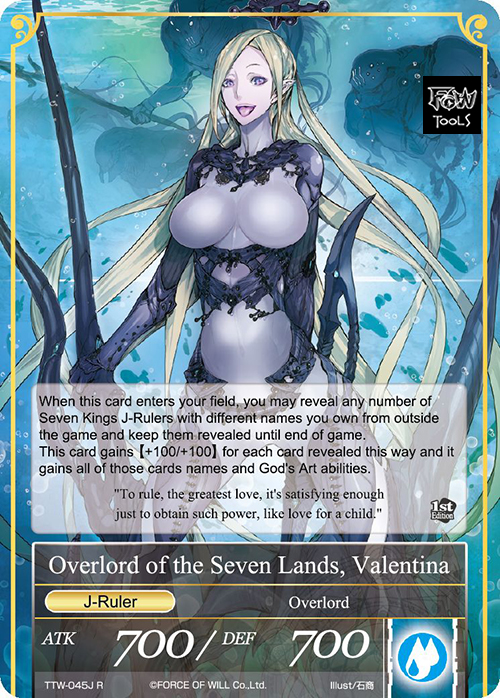 FOW
TOOLS
When this card enters your field, you may reveal any number of
Seven Kings J-Rulers with different names you own from outside
the game and keep them revealed until end of game.
This card gains 【+100/+100】 for each card revealed this way and it
gains all of those cards names and God's Art abilities.
"To rule, the greatest love, it's satisfying enough
just to obtain such power, like love for a child."
1st
Edition
Overlord of the Seven Lands, Valentina
J-Ruler
Overlord
ATK 700 / DEF 700
TTW-045J R
©FORCE OF WILL Co.,Ltd.
Illust/石商